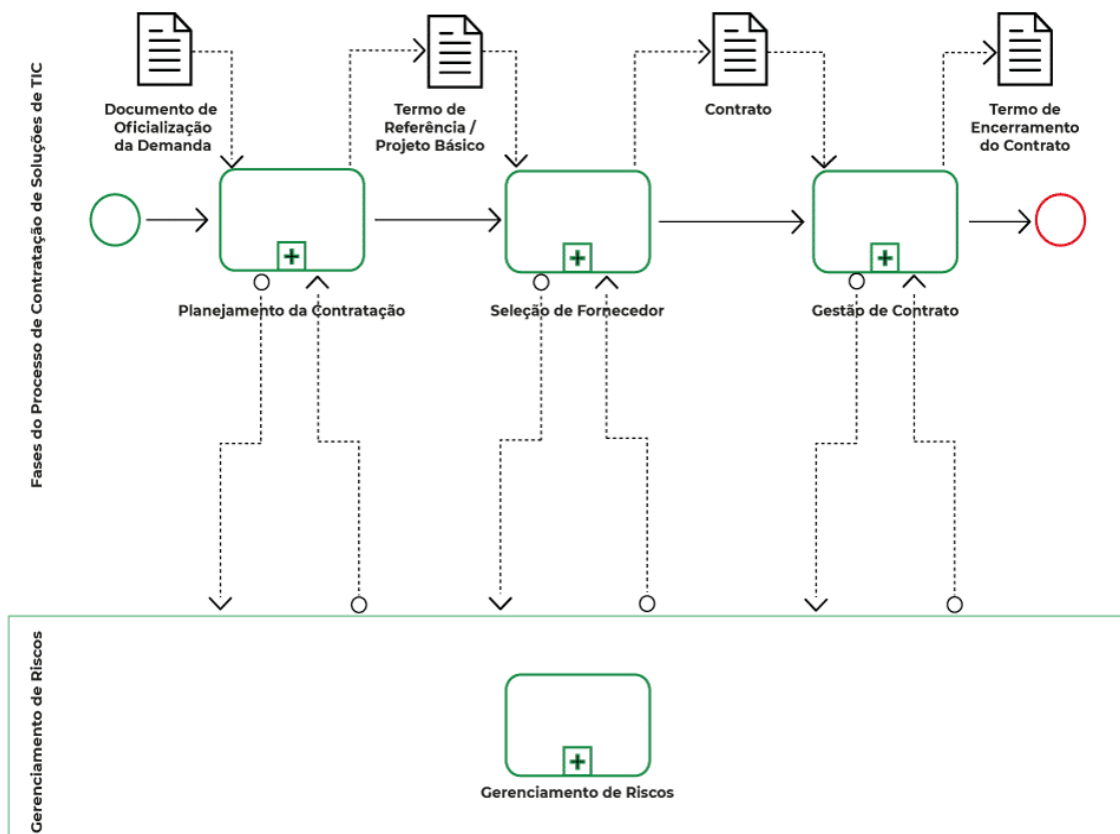 Fases do Processo de Contratação de Soluções de TIC
Documento de
Oficialização
da Demanda
Termo de
Referência /
Projeto Básico
Contrato
Termo de
Encerramento
do Contrato
Planejamento da Contratação
Seleção de Fornecedor
Gestão de Contrato
Gerenciamento de Riscos
Gerenciamento de Riscos